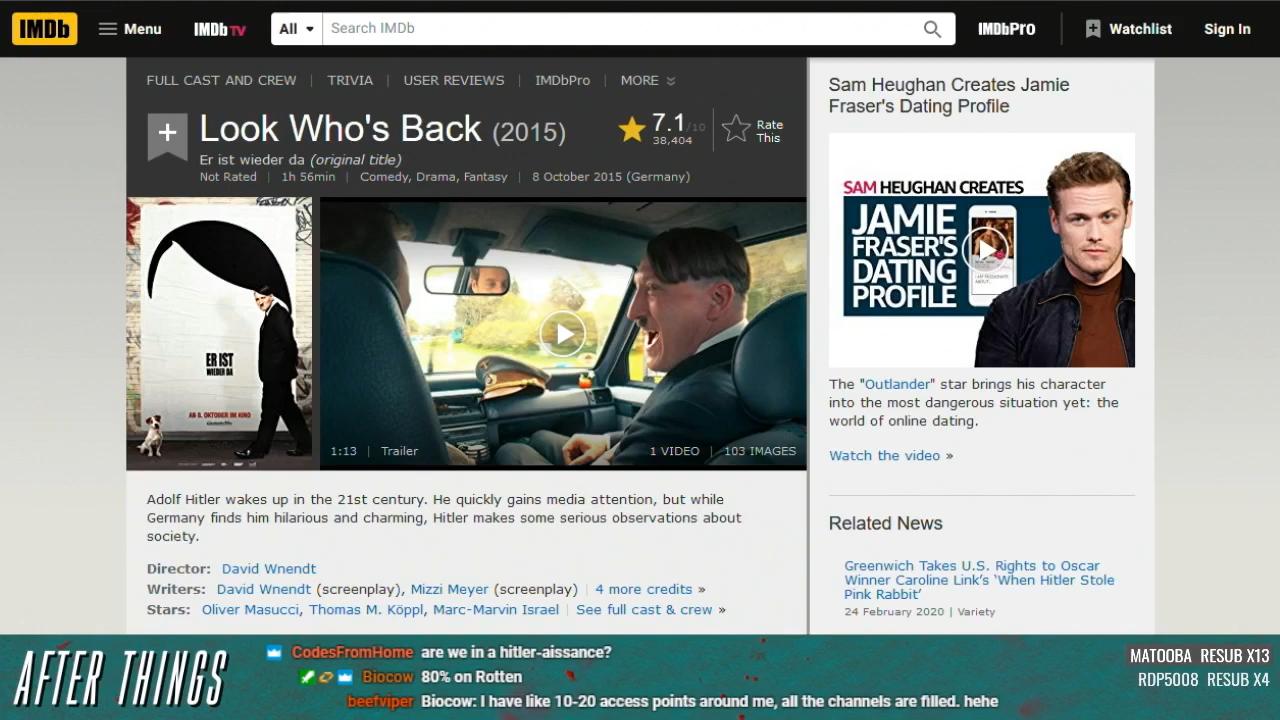 IMDb
Menu
IMDb TV
All
Search IMDb
IMDbPro
Watchlist
Sign In
FULL CAST AND CREW | TRIVIA | USER REVIEWS | IMDbPro | MORE
Look Who's Back (2015)
7.1/10
38,404
Rate
This
Er ist wieder da (original title)
Not Rated | 1h 56min | Comedy, Drama, Fantasy | 8 October 2015 (Germany)
ER IST
WIEDER DA
AB 8. OKTOBER IM KINO
1:13 | Trailer
1 VIDEO | 103 IMAGES
Adolf Hitler wakes up in the 21st century. He quickly gains media attention, but while
Germany finds him hilarious and charming, Hitler makes some serious observations about
society.
Director: David Wnendt
Writers: David Wnendt (screenplay), Mizzi Meyer (screenplay) | 4 more credits »
Stars: Oliver Masucci, Thomas M. Köppl, Marc-Marvin Israel | See full cast & crew »
Sam Heughan Creates Jamie
Fraser's Dating Profile
SAM HEUGHAN CREATES
JAMIE
FRASER'S
DATING
PROFILE
The "Outlander" star brings his character
into the most dangerous situation yet: the
world of online dating.
Watch the video »
Related News
Greenwich Takes U.S. Rights to Oscar
Winner Caroline Link's 'When Hitler Stole
Pink Rabbit'
24 February 2020 | Variety
AFTER THINGS
CodesFromHome are we in a hitler-aissance?
Biocow 80% on Rotten
beefviper Biocow: I have like 10-20 access points around me, all the channels are filled. hehe
MATOOBA RESUB X13
RDP5008 RESUB X4